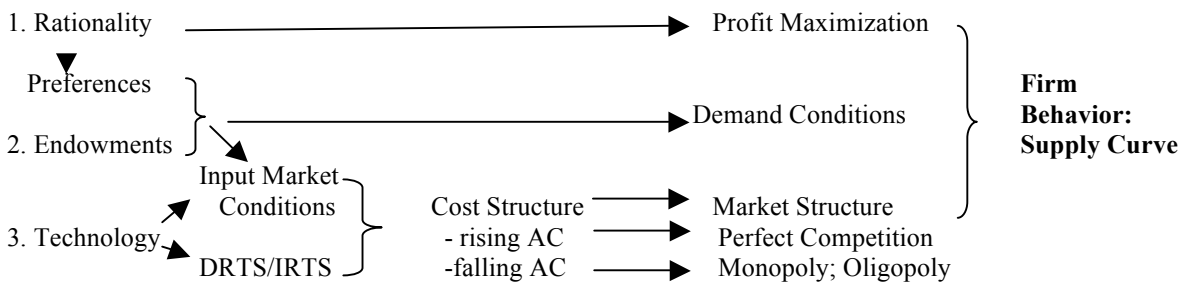 1. Rationality Profit Maximization
Preferences Firm
Demand Conditions Behavior:
2. Endowments Supply Curve
Input Market
Conditions Cost Structure Market Structure
3. Technology - rising AC Perfect Competition
DRTS/IRTS -falling AC Monopoly; Oligopoly